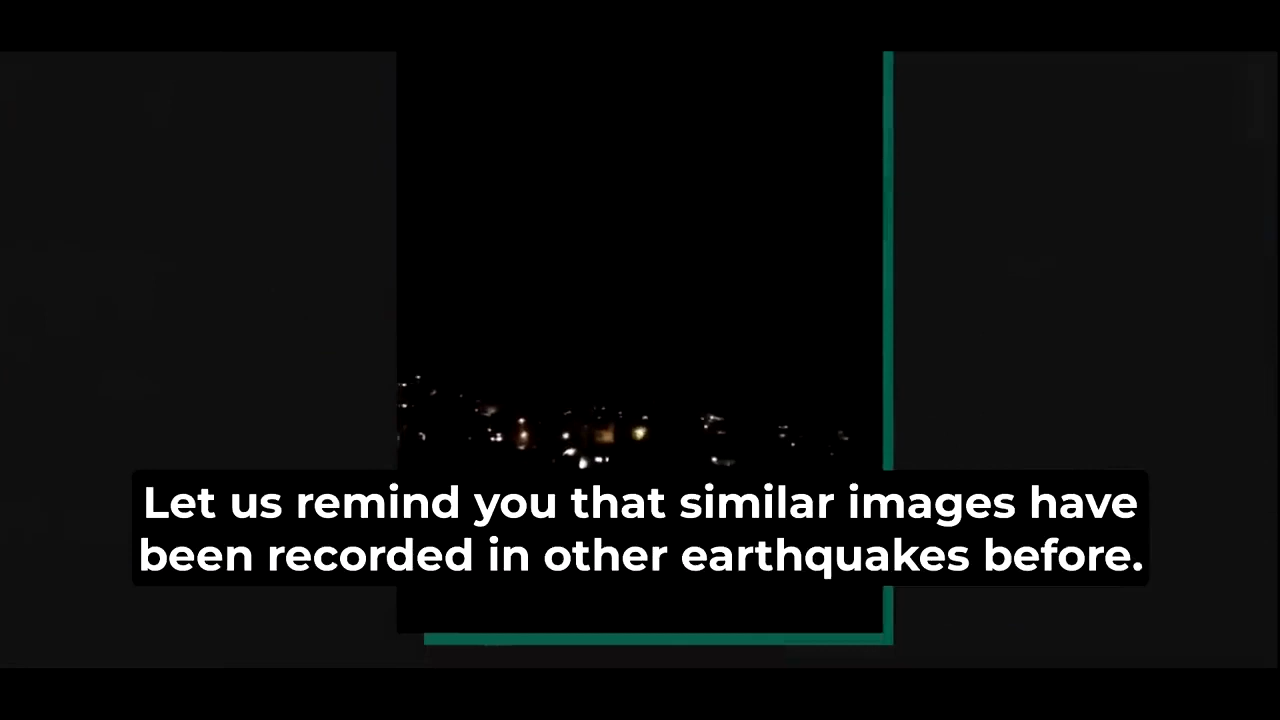 Let us remind you that similar images have
been recorded in other earthquakes before.